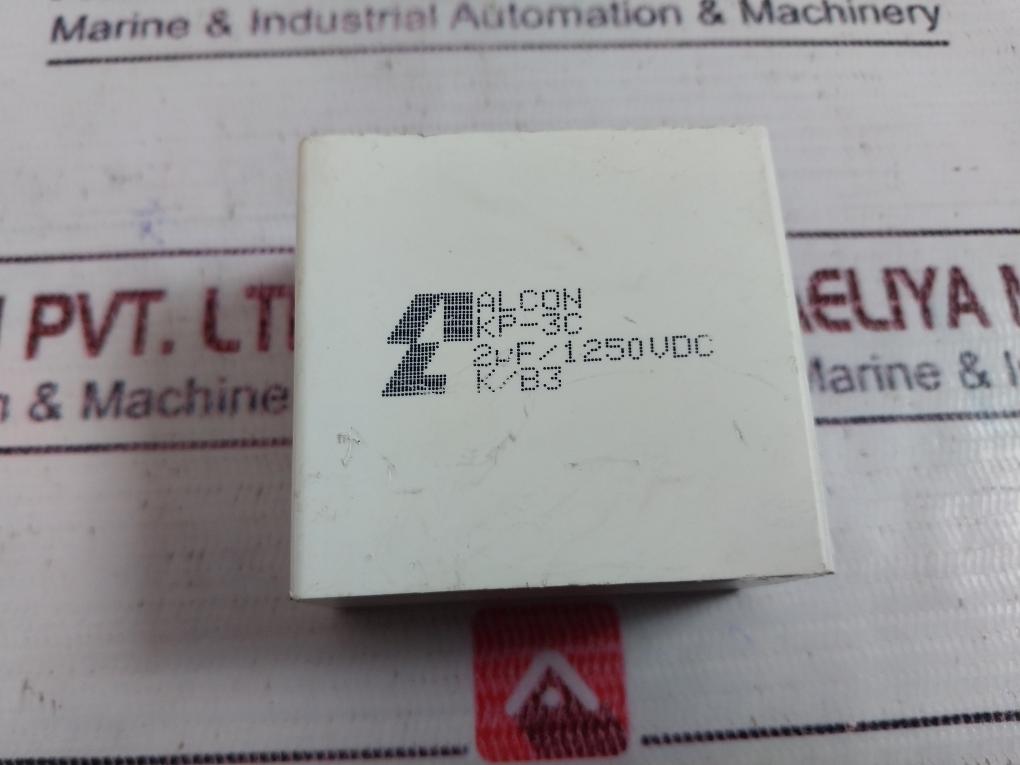 Marine & Industrial Automation & Machinery
PVT. LT
AELIYA M
& Machine
Marine & I
ALCON
KP-3C
2µF/1250VDC
K/B3